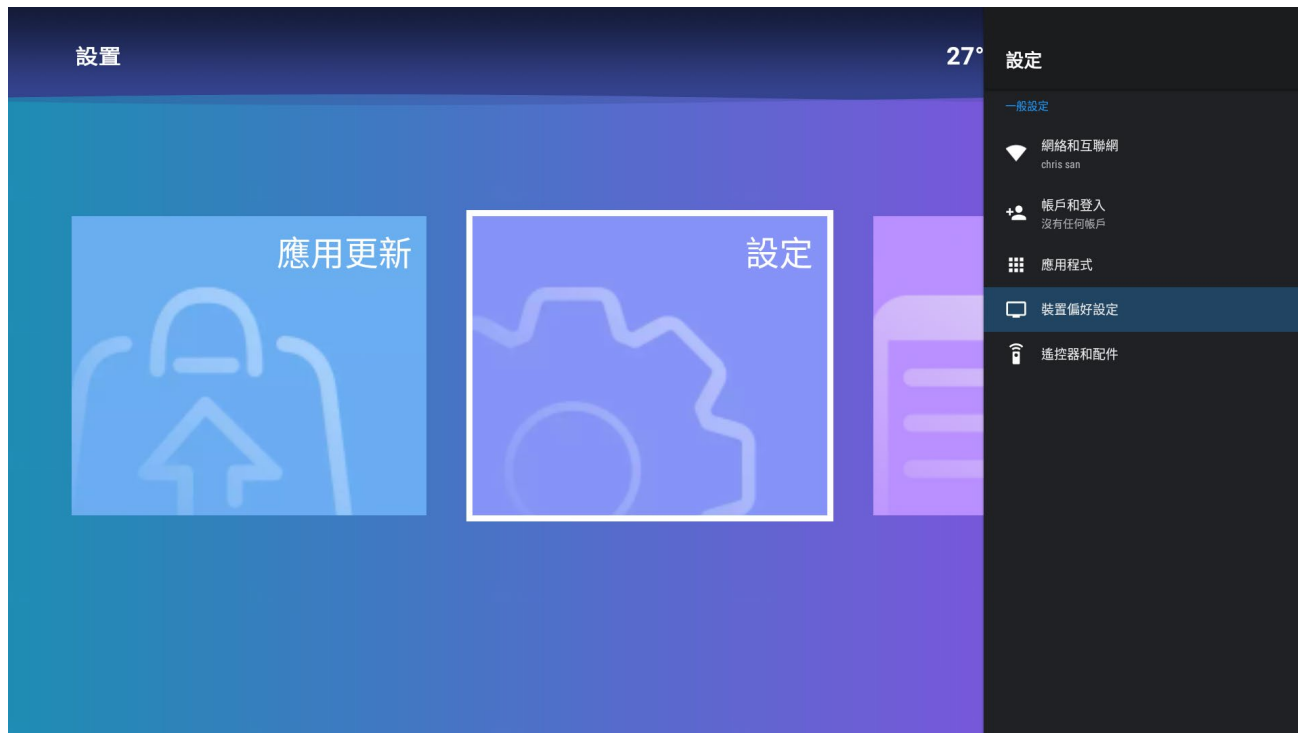 設置
27°
應用更新
設定
設定
一般設定
網絡和互聯網
chris san
帳戶和登入
沒有任何帳戶
應用程式
裝置偏好設定
遙控器和配件